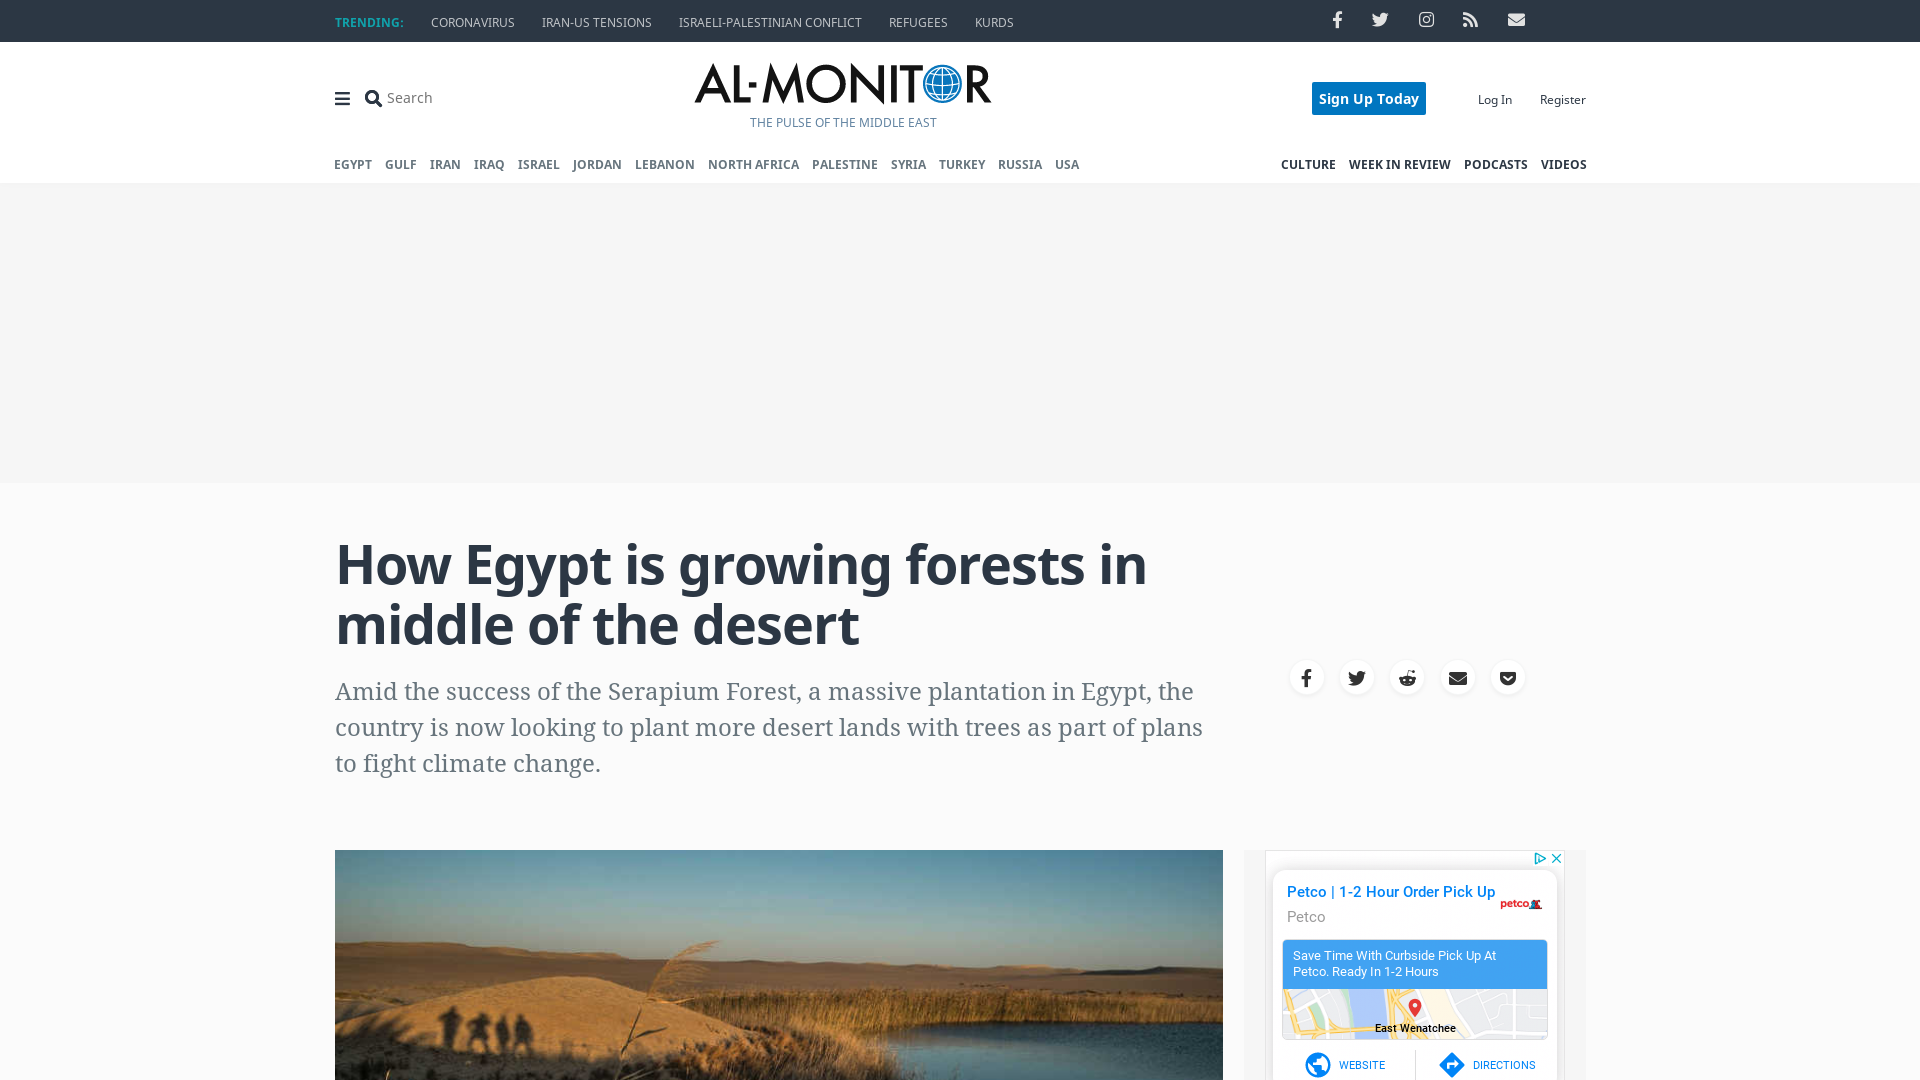 TRENDING: CORONAVIRUS IRAN-US TENSIONS ISRAELI-PALESTINIAN CONFLICT REFUGEES KURDS
Search
AL-MONITOR
THE PULSE OF THE MIDDLE EAST
Sign Up Today
Log In
Register
EGYPT GULF IRAN IRAQ ISRAEL JORDAN LEBANON NORTH AFRICA PALESTINE SYRIA TURKEY RUSSIA USA
CULTURE WEEK IN REVIEW PODCASTS VIDEOS
How Egypt is growing forests in
middle of the desert
Amid the success of the Serapium Forest, a massive plantation in Egypt, the
country is now looking to plant more desert lands with trees as part of plans
to fight climate change.
Petco | 1-2 Hour Order Pick Up
petco
Petco
Save Time With Curbside Pick Up At
Petco. Ready In 1-2 Hours
East Wenatchee
WEBSITE
DIRECTIONS